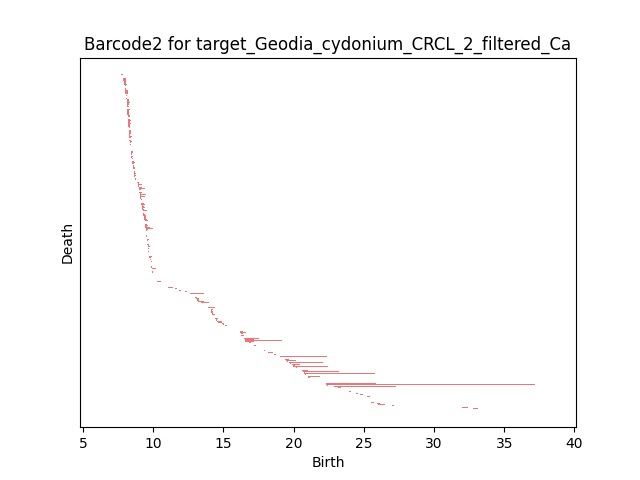 Barcode2 for target_Geodia_cydonium_CRCL_2_filtered_Ca
Death
5 10 15 20 25 30 35 40
Birth